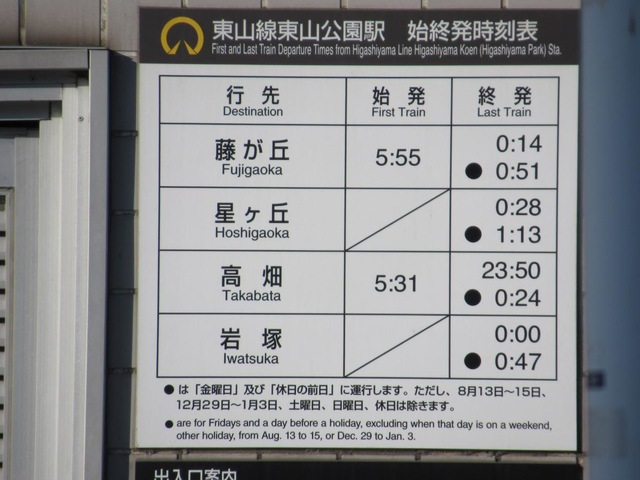 東山線東山公園駅 始終発時刻表
First and Last Train Departure Times from Higashiyama Line Higashiyama Koen (Higashiyama Park) Sta.
行先 始発 終発
Destination First Train Last Train
藤が丘 5:55 0:14
Fujigaoka ● 0:51
星ヶ丘 0:28
Hoshigaoka ● 1:13
高畑 5:31 23:50
Takabata ● 0:24
岩塚 0:00
Iwatsuka ● 0:47
●は「金曜日」及び「休日の前日」に運行します。ただし、8月13日〜15日、
12月29日〜1月3日、土曜日、日曜日、休日は除きます。
● are for Fridays and a day before a holiday, excluding when that day is on a weekend,
other holiday, from Aug. 13 to 15, or Dec. 29 to Jan. 3.
出入口案内